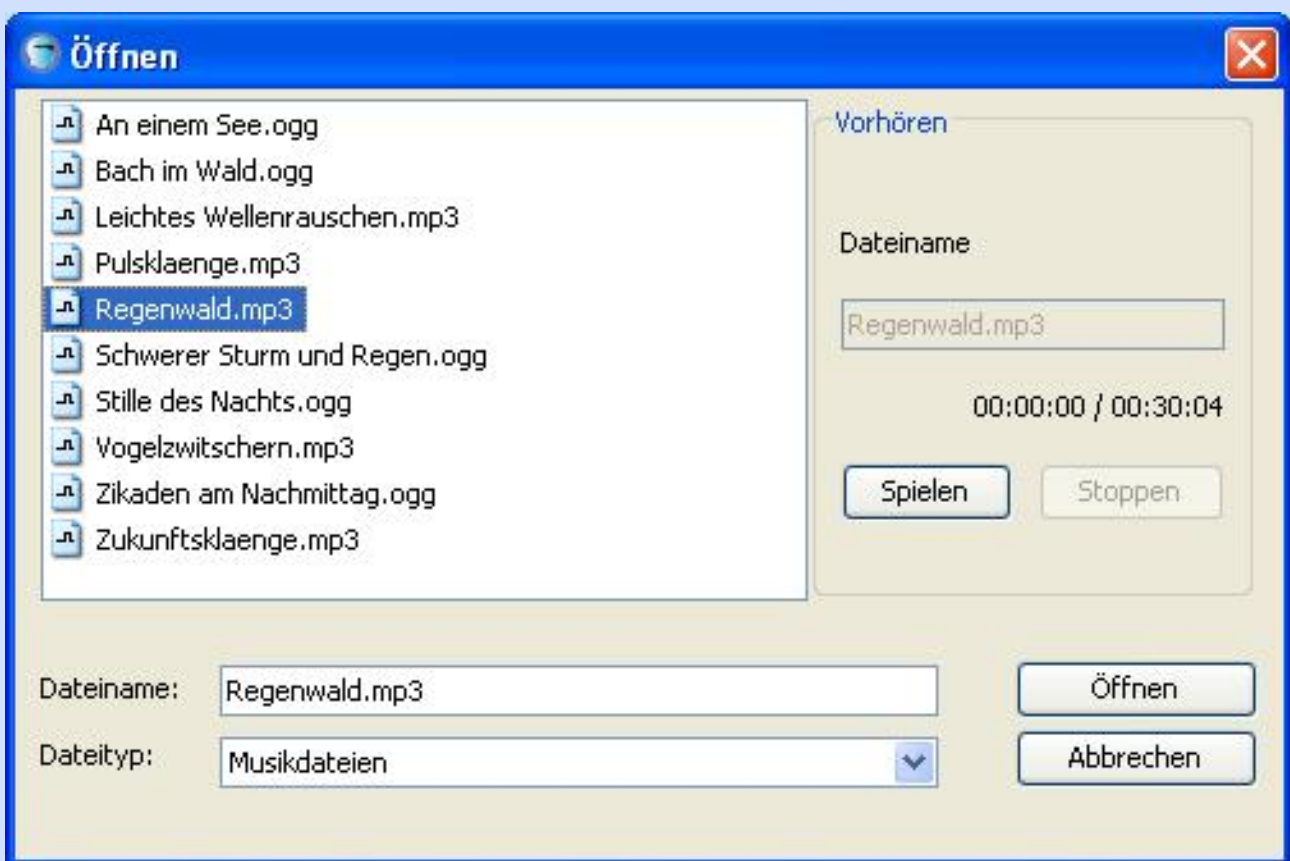 Öffnen
An einem See.ogg
Bach im Wald.ogg
Leichtes Wellenrauschen.mp3
Pulsklaenge.mp3
Regenwald.mp3
Schwerer Sturm und Regen.ogg
Stille des Nachts.ogg
Vogelzwitschern.mp3
Zikaden am Nachmittag.ogg
Zukunftsklaenge.mp3
Vorhören
Dateiname
Regenwald.mp3
00:00:00 / 00:30:04
Spielen Stoppen
Dateiname: Regenwald.mp3 Öffnen
Dateityp: Musikdateien Abbrechen